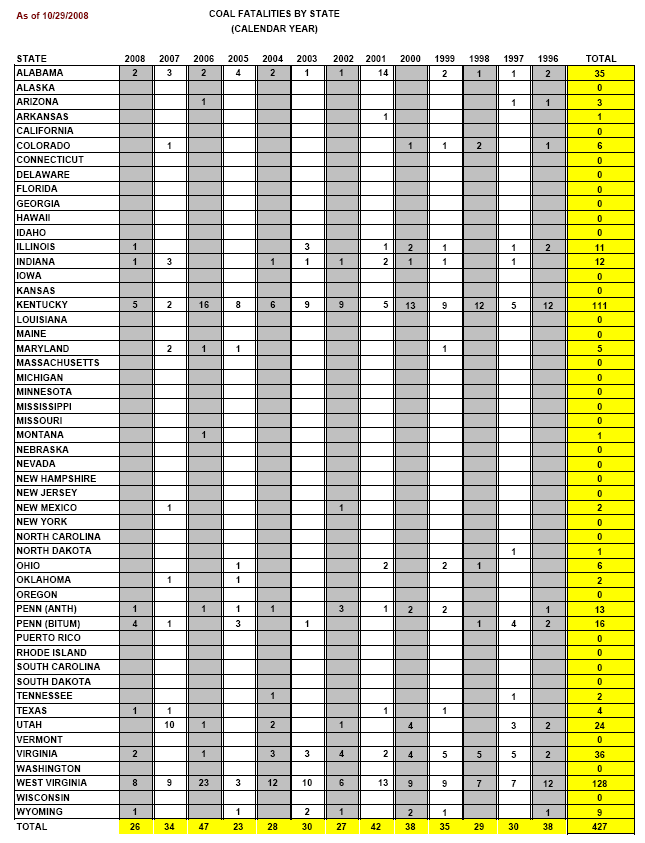 As of 10/29/2008
COAL FATALITIES BY STATE
(CALENDAR YEAR)
STATE 2008 2007 2006 2005 2004 2003 2002 2001 2000 1999 1998 1997 1996 TOTAL
ALABAMA 2 3 2 4 2 1 1 14 2 1 1 2 35
ALASKA 0
ARIZONA 1 1 1 3
ARKANSAS 1 1
CALIFORNIA 0
COLORADO 1 1 1 2 1 6
CONNECTICUT 0
DELAWARE 0
FLORIDA 0
GEORGIA 0
HAWAII 0
IDAHO 0
ILLINOIS 1 3 1 2 1 1 2 11
INDIANA 1 3 1 1 1 2 1 1 1 12
IOWA 0
KANSAS 0
KENTUCKY 5 2 16 8 6 9 9 5 13 9 12 5 12 111
LOUISIANA 0
MAINE 0
MARYLAND 2 1 1 1 5
MASSACHUSETTS 0
MICHIGAN 0
MINNESOTA 0
MISSISSIPPI 0
MISSOURI 0
MONTANA 1 1
NEBRASKA 0
NEVADA 0
NEW HAMPSHIRE 0
NEW JERSEY 0
NEW MEXICO 1 1 2
NEW YORK 0
NORTH CAROLINA 0
NORTH DAKOTA 1 1
OHIO 1 2 2 1 6
OKLAHOMA 1 1 2
OREGON 0
PENN (ANTH) 1 1 1 1 3 1 2 2 1 13
PENN (BITUM) 4 1 3 1 1 4 2 16
PUERTO RICO 0
RHODE ISLAND 0
SOUTH CAROLINA 0
SOUTH DAKOTA 0
TENNESSEE 1 1 2
TEXAS 1 1 1 1 4
UTAH 10 1 2 1 4 3 2 24
VERMONT 0
VIRGINIA 2 1 3 3 4 2 4 5 5 5 2 36
WASHINGTON 0
WEST VIRGINIA 8 9 23 3 12 10 6 13 9 9 7 7 12 128
WISCONSIN 0
WYOMING 1 1 2 1 2 1 1 9
TOTAL 26 34 47 23 28 30 27 42 38 35 29 30 38 427